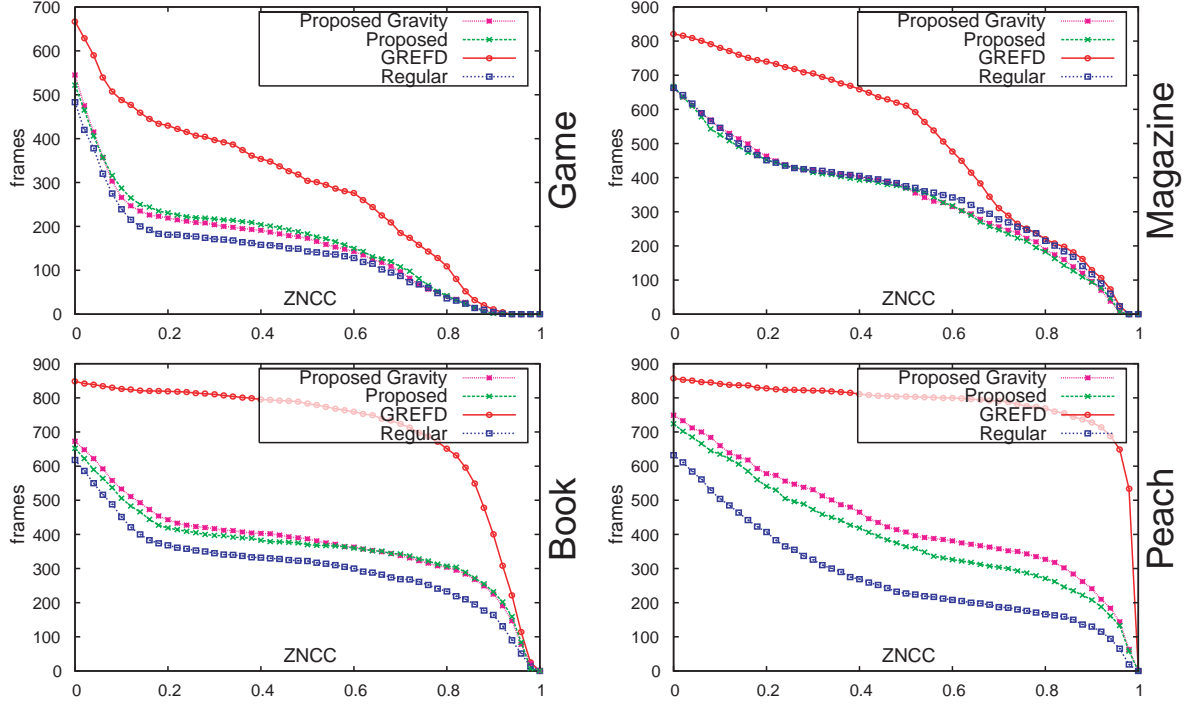 700
600
500
400
300
200
100
0
frames
Proposed Gravity
Proposed
GREFD
Regular
ZNCC
0 0.2 0.4 0.6 0.8 1
Game
900
800
700
600
500
400
300
200
100
0
frames
Proposed Gravity
Proposed
GREFD
Regular
ZNCC
0 0.2 0.4 0.6 0.8 1
Magazine
900
800
700
600
500
400
300
200
100
0
frames
Proposed Gravity
Proposed
GREFD
Regular
ZNCC
0 0.2 0.4 0.6 0.8 1
Book
900
800
700
600
500
400
300
200
100
0
frames
Proposed Gravity
Proposed
GREFD
Regular
ZNCC
0 0.2 0.4 0.6 0.8 1
Peach